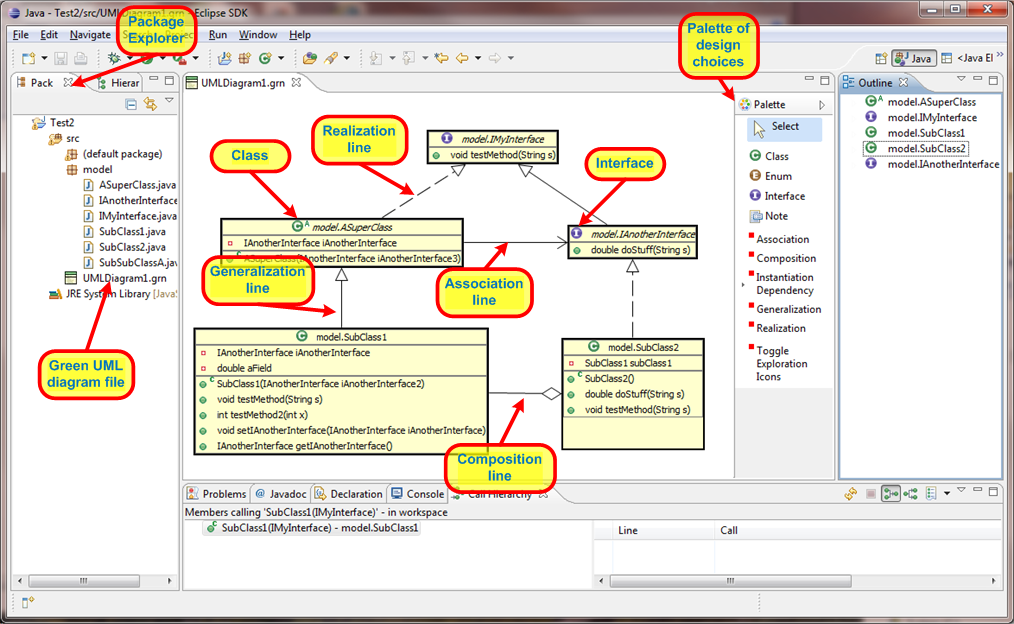 Java - Test2/src/UMLDiagram1.grn - Eclipse SDK
File Edit Navigate Search Project Run Window Help
Package
Explorer
Palette of
design
choices
Java
<Java EI
Pack
Hierar
UMLDiagram1.grn
Outline
Test2
src
(default package)
model
ASuperClass.java
IAnotherInterface
IMyInterface.java
SubClass1.java
SubClass2.java
SubSubClassA.jav
UMLDiagram1.grn
JRE System Library [JavaS
Green UML
diagram file
Realization
line
Class
Interface
model.IMyInterface
void testMethod(String s)
model.ASuperClass
IAnotherInterface iAnotherInterface
ASuperClass(IAnotherInterface iAnotherInterface3)
model.IAnotherInterface
double doStuff(String s)
Generalization
line
Association
line
model.SubClass1
IAnotherInterface iAnotherInterface
double aField
SubClass1(IAnotherInterface iAnotherInterface2)
void testMethod(String s)
int testMethod2(int x)
void setIAnotherInterface(IAnotherInterface iAnotherInterface)
IAnotherInterface getIAnotherInterface()
model.SubClass2
SubClass1 subClass1
SubClass2()
double doStuff(String s)
void testMethod(String s)
Composition
line
Palette
Select
Class
Enum
Interface
Note
Association
Composition
Instantiation
Dependency
Generalization
Realization
Toggle
Exploration
Icons
model.ASuperClass
model.IMyInterface
model.SubClass1
model.SubClass2
model.IAnotherInterface
Problems
Javadoc
Declaration
Console
Call Hierarchy
Members calling 'SubClass1(IMyInterface)' - in workspace
SubClass1(IMyInterface) - model.SubClass1
Line
Call